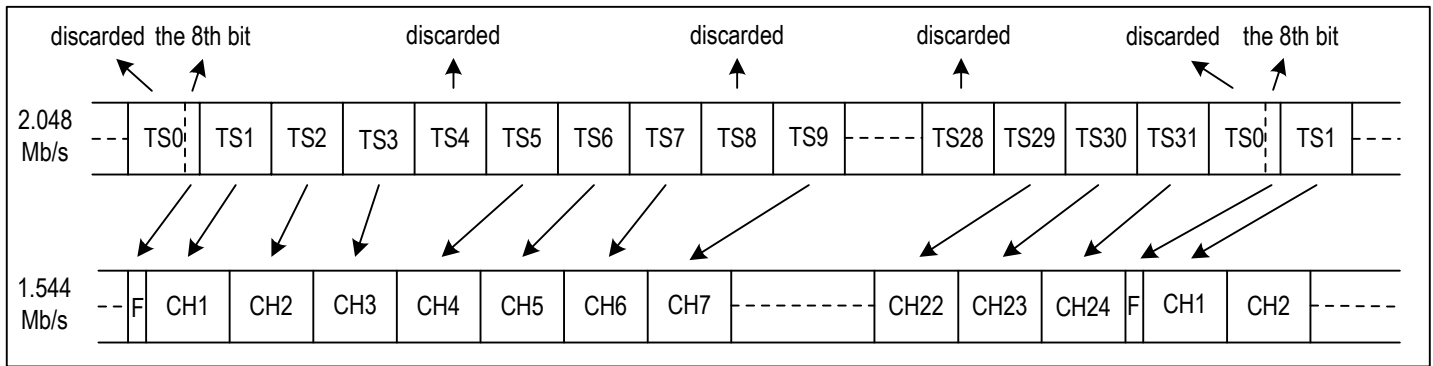 discarded the 8th bit discarded discarded discarded discarded the 8th bit
2.048 Mb/s TS0 TS1 TS2 TS3 TS4 TS5 TS6 TS7 TS8 TS9 TS28 TS29 TS30 TS31 TS0 TS1
1.544 Mb/s F CH1 CH2 CH3 CH4 CH5 CH6 CH7 CH22 CH23 CH24 F CH1 CH2